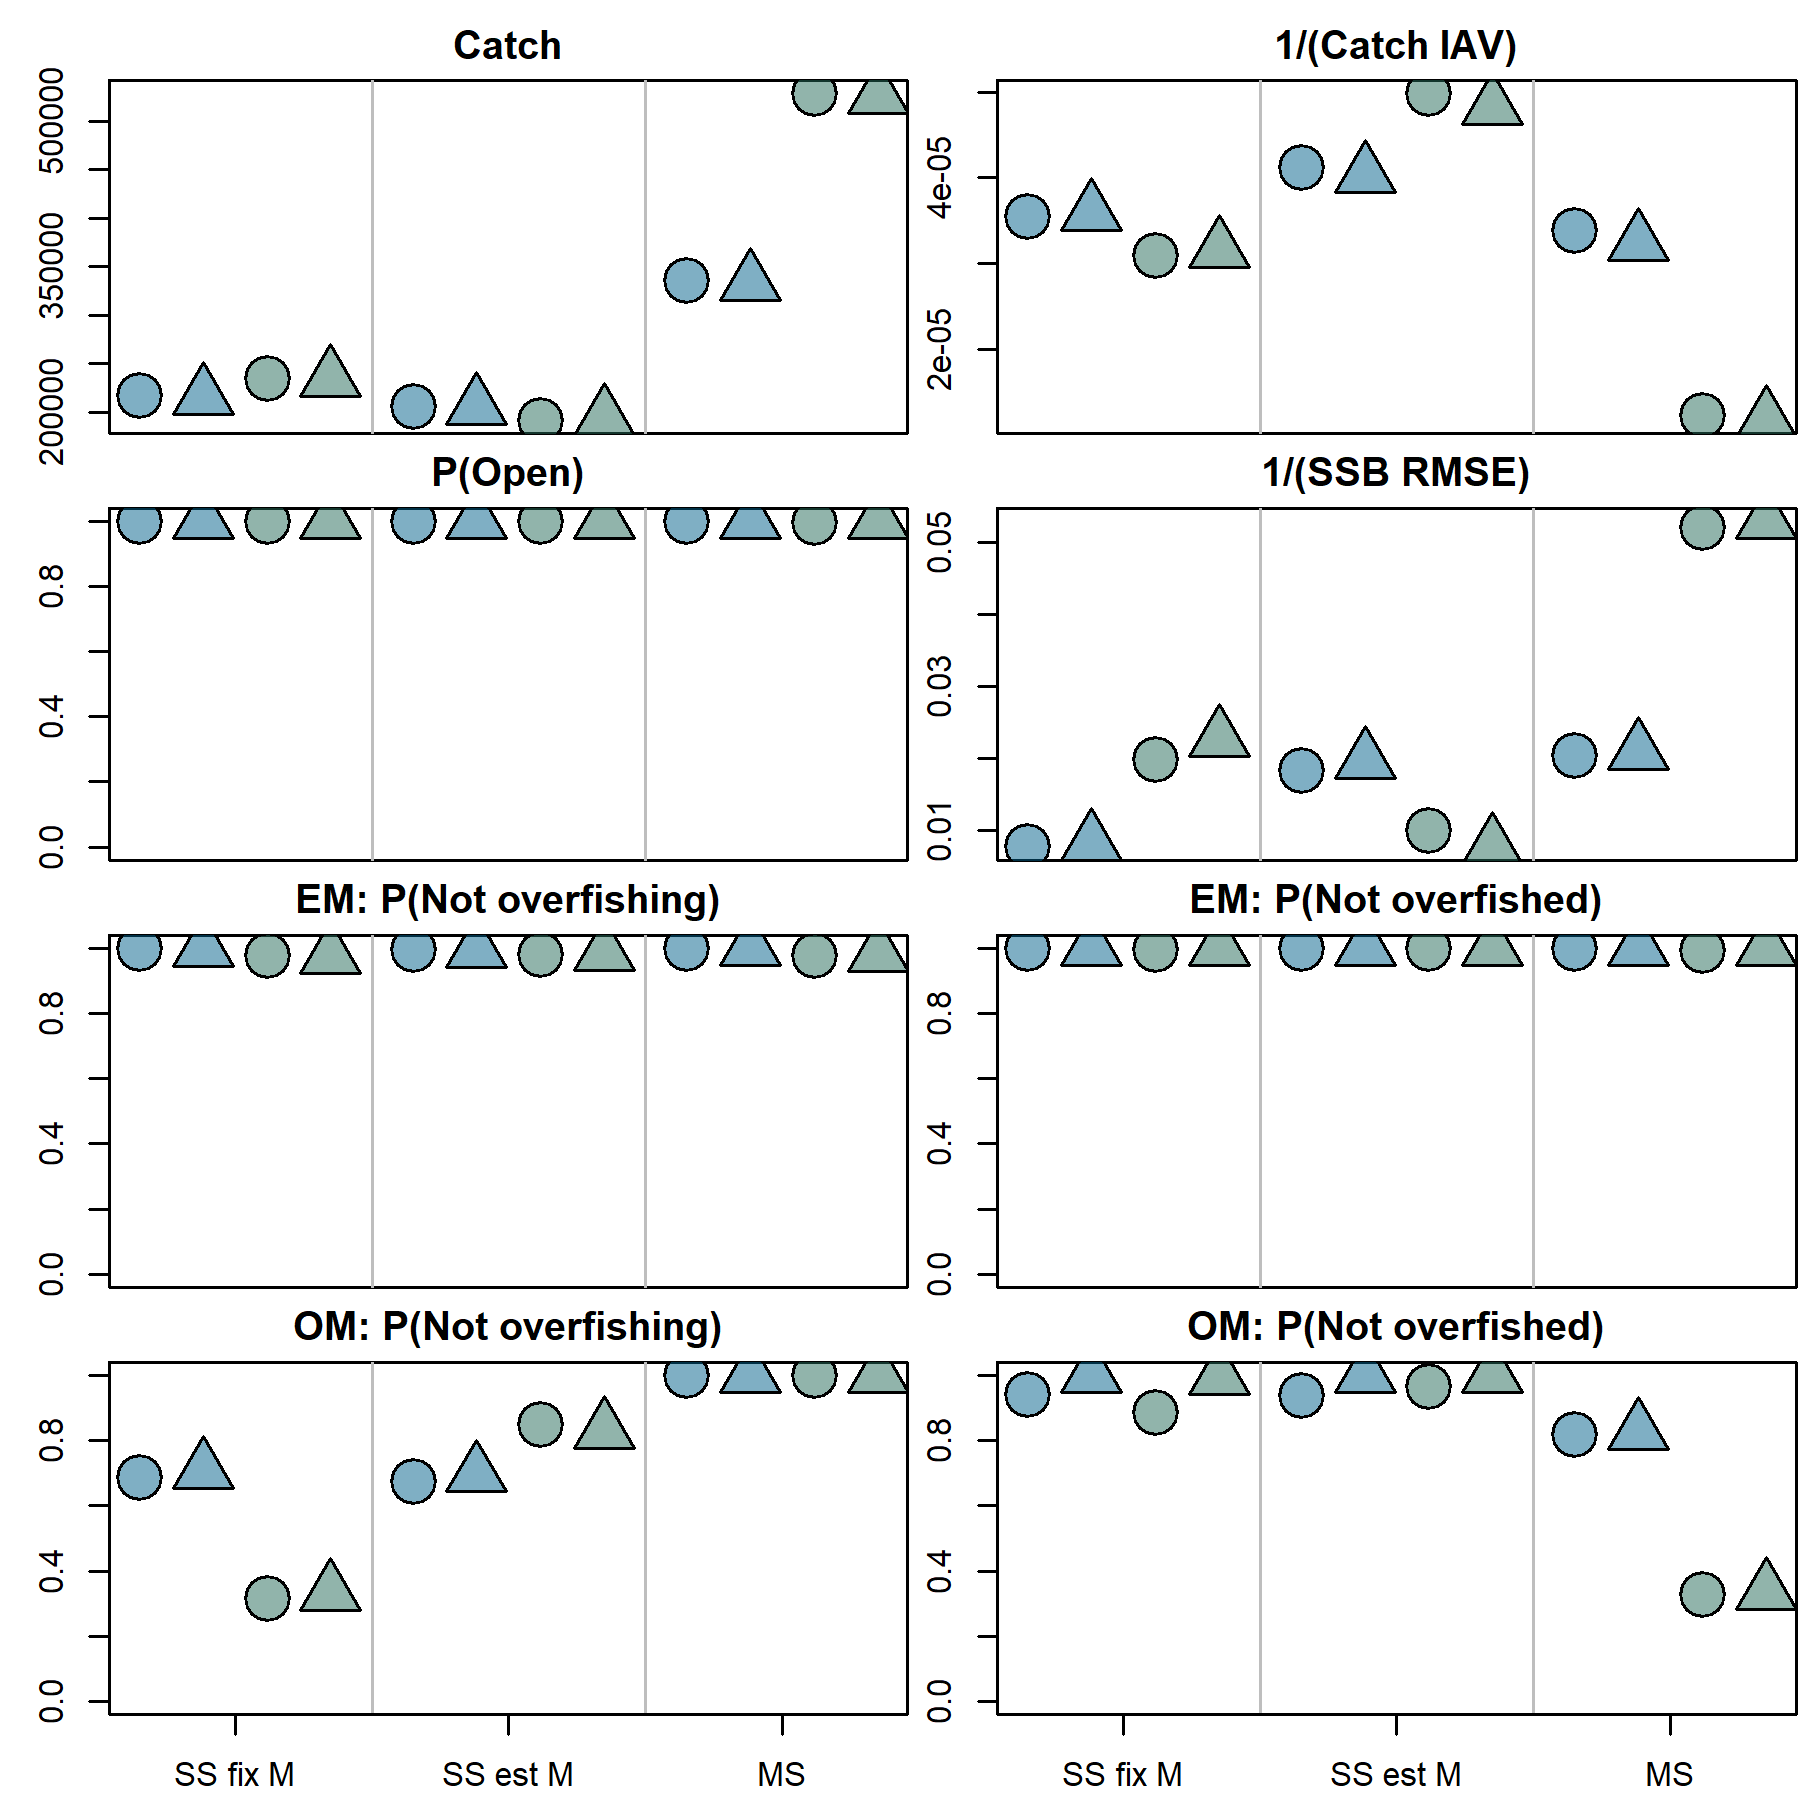 Catch
500000
350000
200000
1/(Catch IAV)
4e-05
2e-05
P(Open)
0.8
0.4
0.0
1/(SSB RMSE)
0.05
0.03
0.01
EM: P(Not overfishing)
0.8
0.4
0.0
EM: P(Not overfished)
0.8
0.4
0.0
OM: P(Not overfishing)
0.8
0.4
0.0
SS fix M
SS est M
MS
OM: P(Not overfished)
0.8
0.4
0.0
SS fix M
SS est M
MS